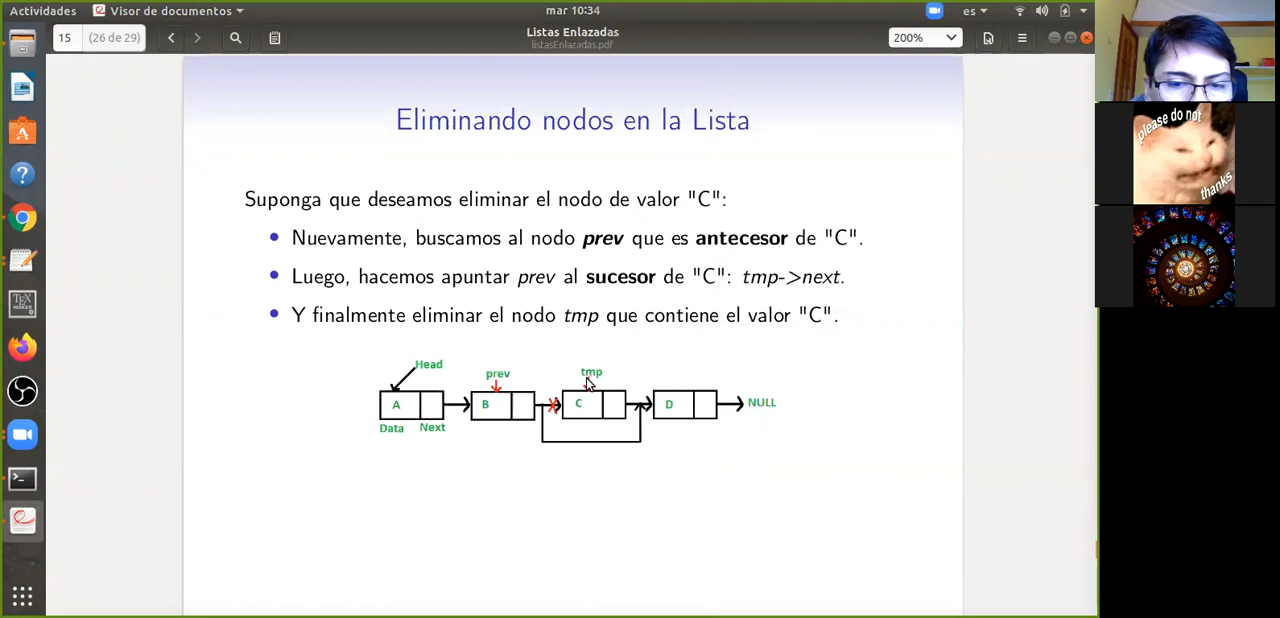 Actividades
Visor de documentos
mar 10:34
es
15
(26 de 29)
Listas Enlazadas
listasEnlazadas.pdf
200%
Eliminando nodos en la Lista
Suponga que deseamos eliminar el nodo de valor "C":
Nuevamente, buscamos al nodo prev que es antecesor de "C".
Luego, hacemos apuntar prev al sucesor de "C": tmp->next.
Y finalmente eliminar el nodo tmp que contiene el valor "C".
Head
prev
tmp
A
B
C
D
NULL
Data
Next
please do not
thanks
TEX
MAKER